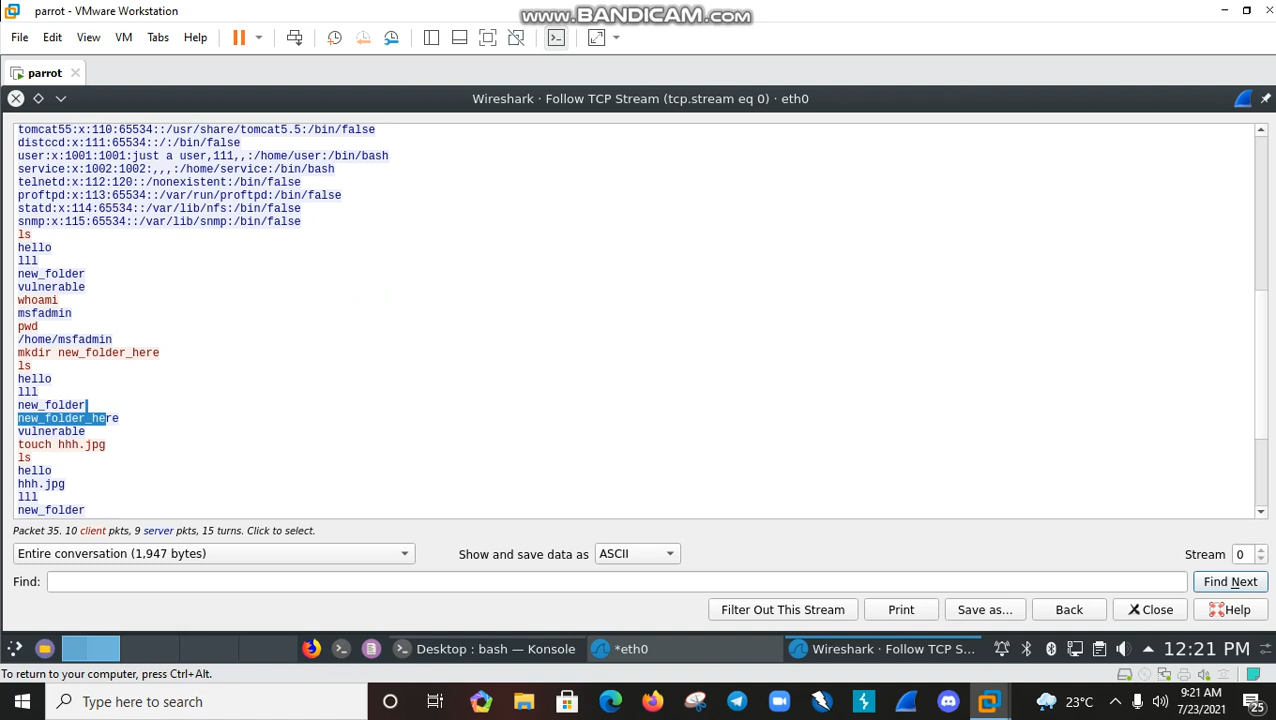 parrot - VMware Workstation
www.BANDICAM.com
File Edit View VM Tabs Help
parrot
Wireshark · Follow TCP Stream (tcp.stream eq 0) · eth0
tomcat55:x:110:65534::/usr/share/tomcat5.5:/bin/false
distccd:x:111:65534::/:/bin/false
user:x:1001:1001:just a user,111,,:/home/user:/bin/bash
service:x:1002:1002:,,,:/home/service:/bin/bash
telnetd:x:112:120::/nonexistent:/bin/false
proftpd:x:113:65534::/var/run/proftpd:/bin/false
statd:x:114:65534::/var/lib/nfs:/bin/false
snmp:x:115:65534::/var/lib/snmp:/bin/false
ls
hello
lll
new_folder
vulnerable
whoami
msfadmin
pwd
/home/msfadmin
mkdir new_folder_here
ls
hello
lll
new_folder
new_folder_here
vulnerable
touch hhh.jpg
ls
hello
hhh.jpg
lll
new_folder
Packet 35. 10 client pkts, 9 server pkts, 15 turns. Click to select.
Entire conversation (1,947 bytes) Show and save data as ASCII Stream 0
Find: Find Next
Filter Out This Stream Print Save as... Back Close Help
Desktop : bash — Konsole *eth0 Wireshark · Follow TCP S... 12:21 PM
To return to your computer, press Ctrl+Alt.
Type here to search 23°C 9:21 AM
7/23/2021 25